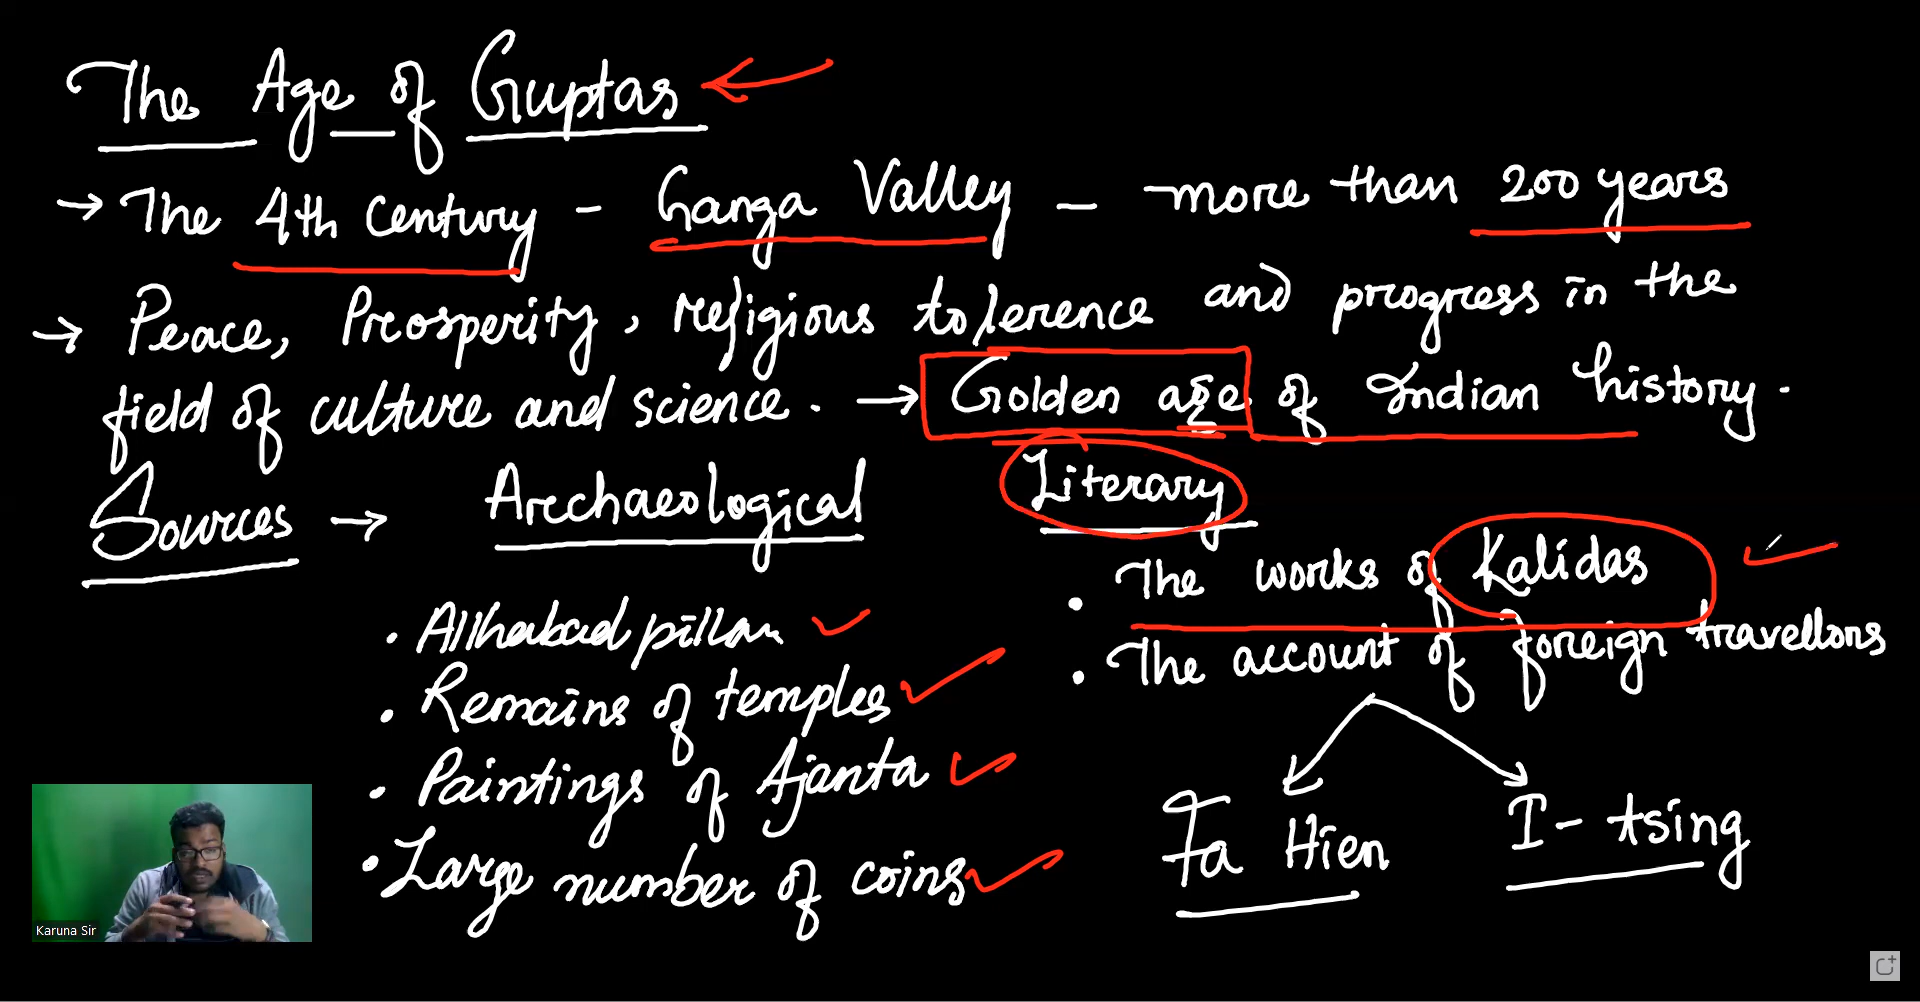 The Age of Guptas
→ The 4th Century - Ganga Valley - more than 200 years
→ Peace, Prosperity, religious tolerence and progress in the
field of culture and science. → Golden age of Indian history.
Sources → Archaeological
• Allhabad pillar
• Remains of temples
• Paintings of Ajanta
• Large number of coins
Literary
• The works of Kalidas
• The account of foreign travellors
Fa Hien
I-tsing
Karuna Sir